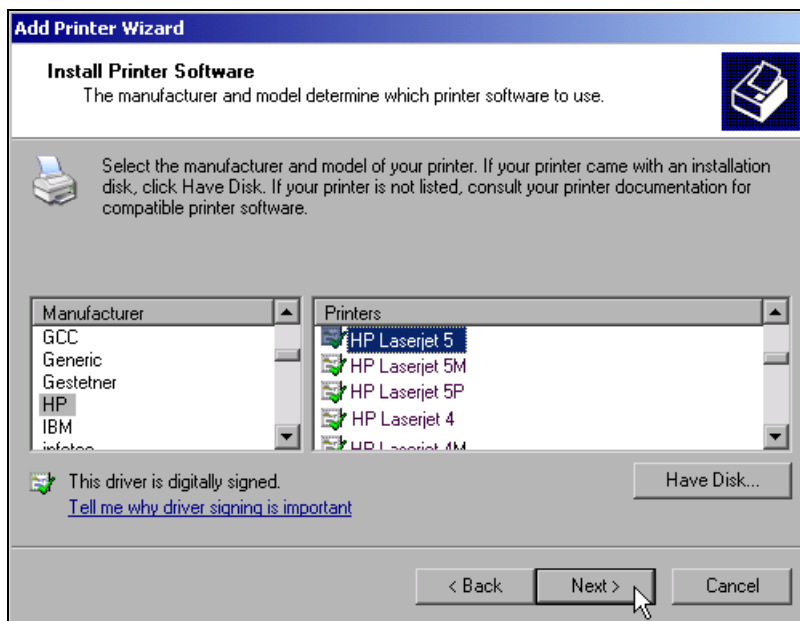 Add Printer Wizard
Install Printer Software
The manufacturer and model determine which printer software to use.
Select the manufacturer and model of your printer. If your printer came with an installation
disk, click Have Disk. If your printer is not listed, consult your printer documentation for
compatible printer software.
Manufacturer
GCC
Generic
Gestetner
HP
IBM
infotec
Printers
HP Laserjet 5
HP Laserjet 5M
HP Laserjet 5P
HP Laserjet 4
HP Laserjet 4M
This driver is digitally signed.
Tell me why driver signing is important
Have Disk...
< Back
Next >
Cancel